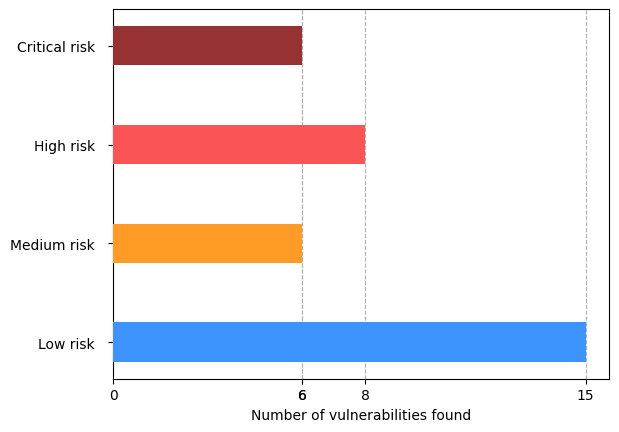 Critical risk
High risk
Medium risk
Low risk
0 6 8 15
Number of vulnerabilities found